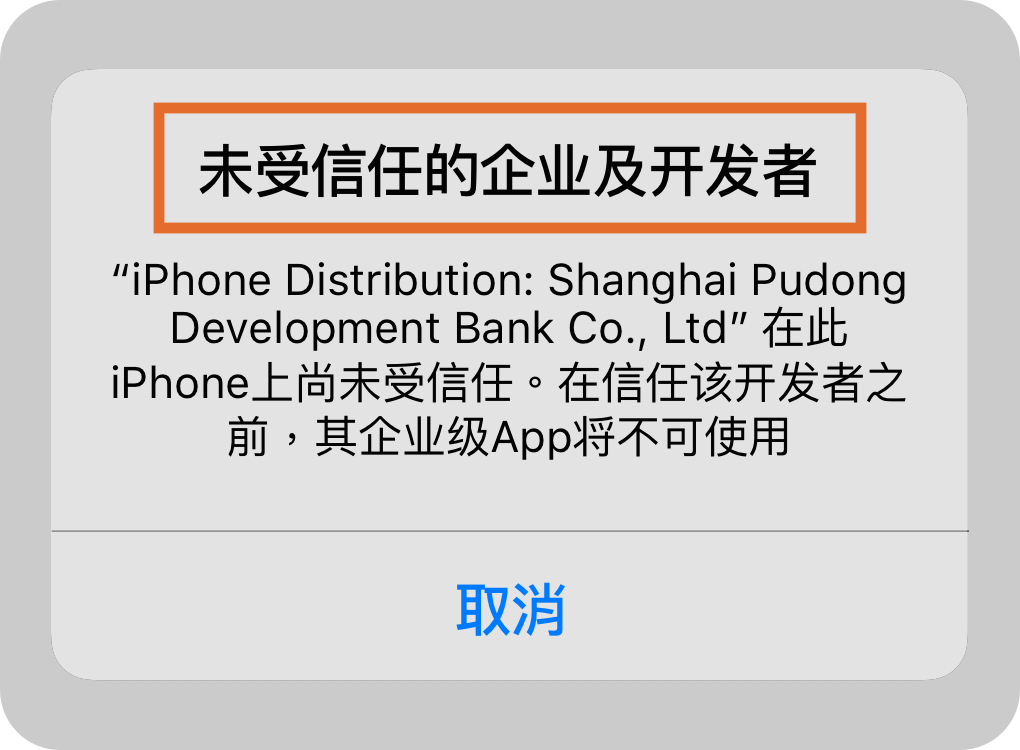 未受信任的企业及开发者
“iPhone Distribution: Shanghai Pudong
Development Bank Co., Ltd” 在此
iPhone上尚未受信任。在信任该开发者之
前，其企业级App将不可使用
取消